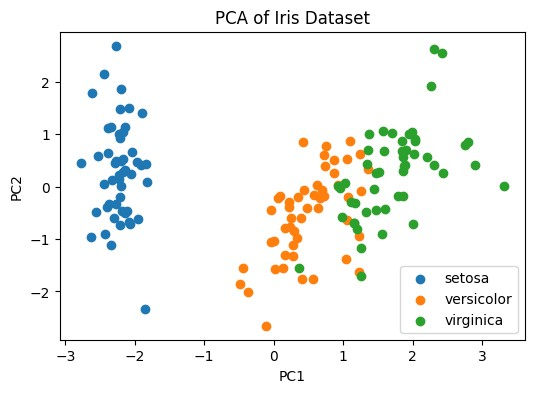 PCA of Iris Dataset
PC2
2
1
0
−1
−2
−3
−2
−1
0
1
2
3
PC1
setosa
versicolor
virginica